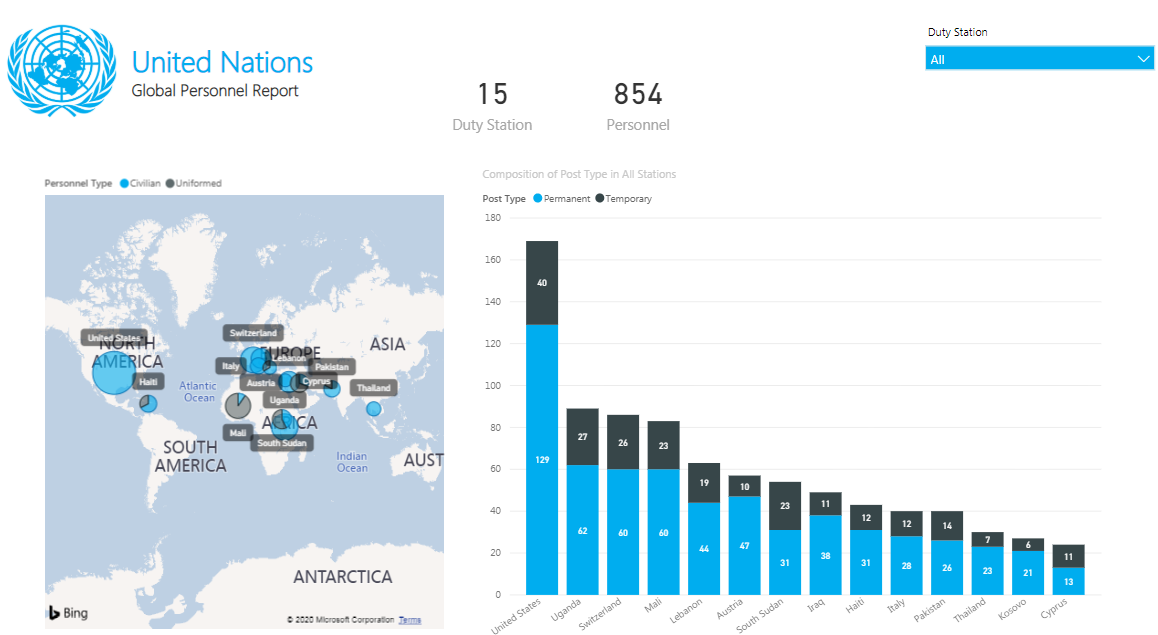 United Nations
Global Personnel Report
15
Duty Station
854
Personnel
Duty Station
All
Personnel Type Civilian Uniformed
United States
NORTH
AMERICA
Haiti
Atlantic
Ocean
SOUTH
AMERICA
Switzerland
EUROPE
Italy
Lebanon
Pakistan
Austria
Cyprus
Thailand
Uganda
AFRICA
Mali
South Sudan
ASIA
Indian
Ocean
AUST
ANTARCTICA
Bing
© 2020 Microsoft Corporation Terms
Composition of Post Type in All Stations
Post Type Permanent Temporary
180
160
140
120
100
80
60
40
20
0
40
27
26
23
19
10
23
11
12
12
14
7
6
11
129
62
60
60
44
47
31
38
31
28
26
23
21
13
United States
Uganda
Switzerland
Mali
Lebanon
Austria
South Sudan
Iraq
Haiti
Italy
Pakistan
Thailand
Kosovo
Cyprus